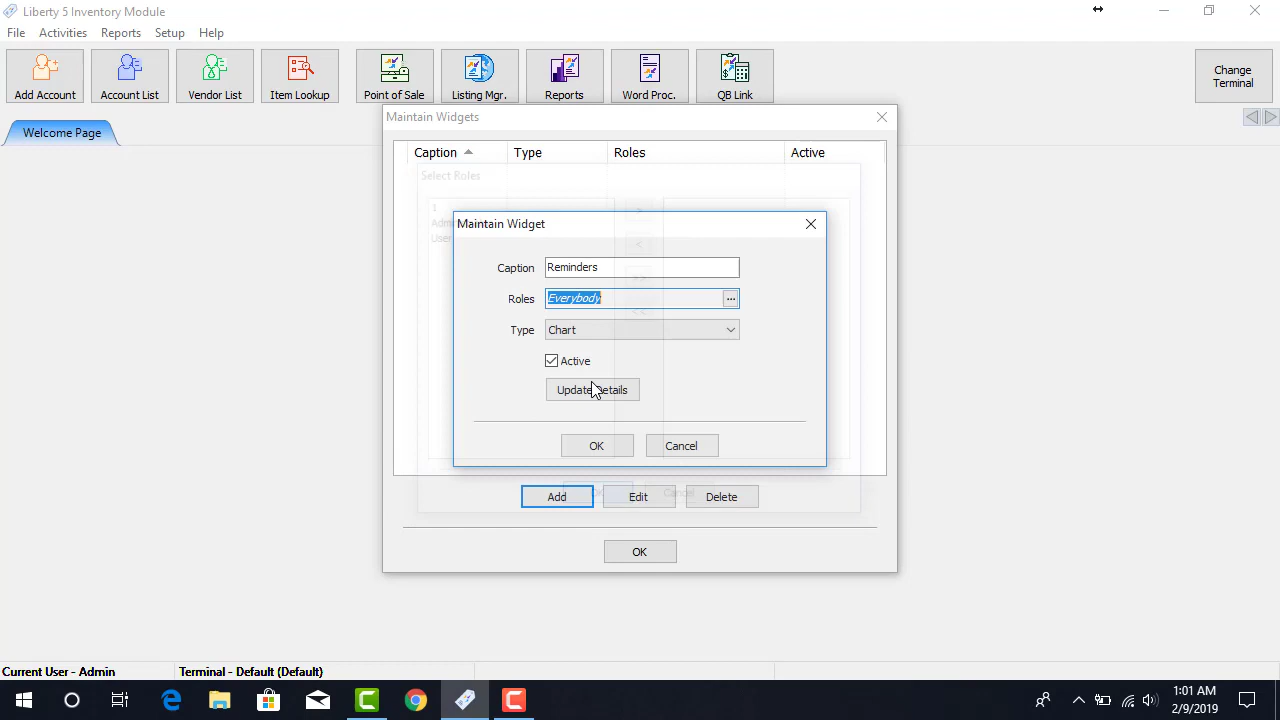 Liberty 5 Inventory Module
File Activities Reports Setup Help
Add Account Account List Vendor List Item Lookup Point of Sale Listing Mgr. Reports Word Proc. QB Link Change Terminal
Welcome Page
Maintain Widgets
Caption Type Roles Active
Select Roles
1
Maintain Widget
Caption Reminders
Roles Everybody ...
Type Chart
Active
Update Details
OK Cancel
Add Edit Delete
OK
Current User - Admin Terminal - Default (Default)
1:01 AM
2/9/2019